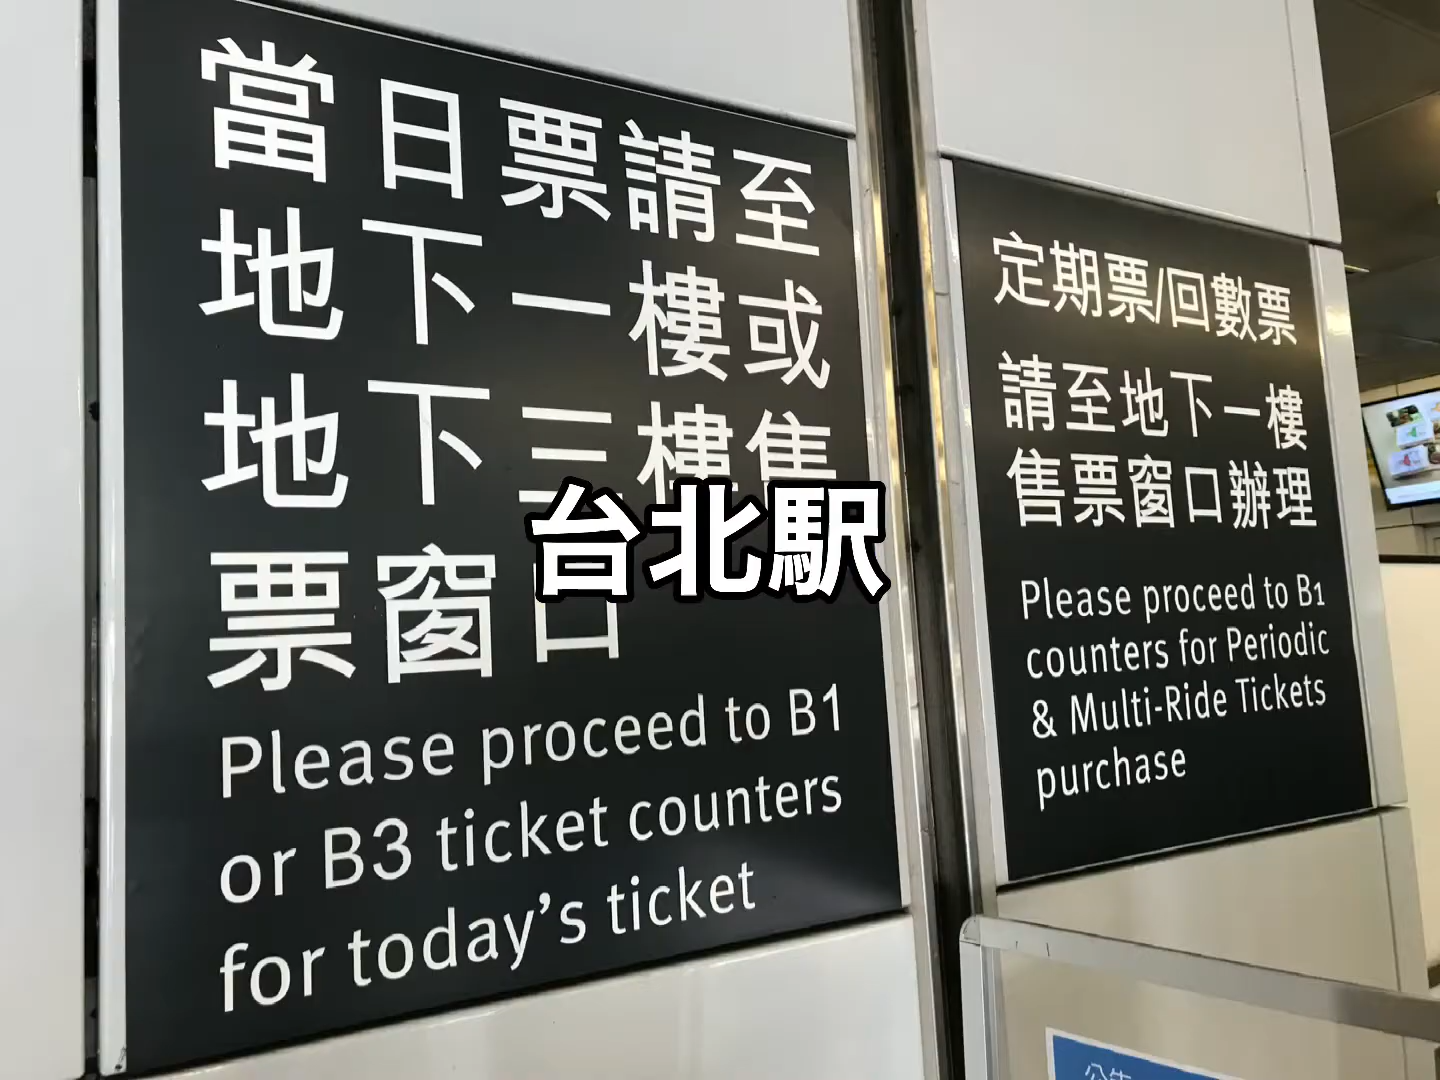 當日票請至
地下一樓或
地下三樓售
票窗口
Please proceed to B1
or B3 ticket counters
for today's ticket
台北駅
定期票/回數票
請至地下一樓
售票窗口辦理
Please proceed to B1
counters for Periodic
& Multi-Ride Tickets
purchase